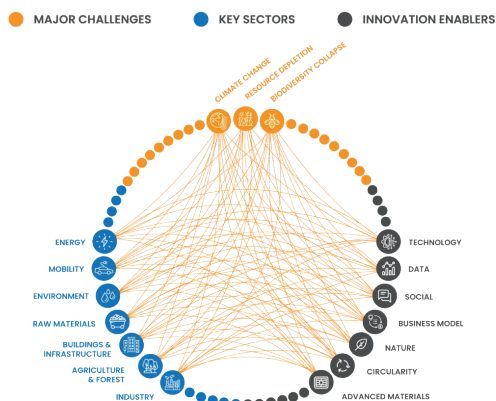 MAJOR CHALLENGES
KEY SECTORS
INNOVATION ENABLERS
CLIMATE CHANGE
RESOURCE DEPLETION
BIODIVERSITY COLLAPSE
ENERGY
MOBILITY
ENVIRONMENT
RAW MATERIALS
BUILDINGS &
INFRASTRUCTURE
AGRICULTURE
& FOREST
INDUSTRY
TECHNOLOGY
DATA
SOCIAL
BUSINESS MODEL
NATURE
CIRCULARITY
ADVANCED MATERIALS